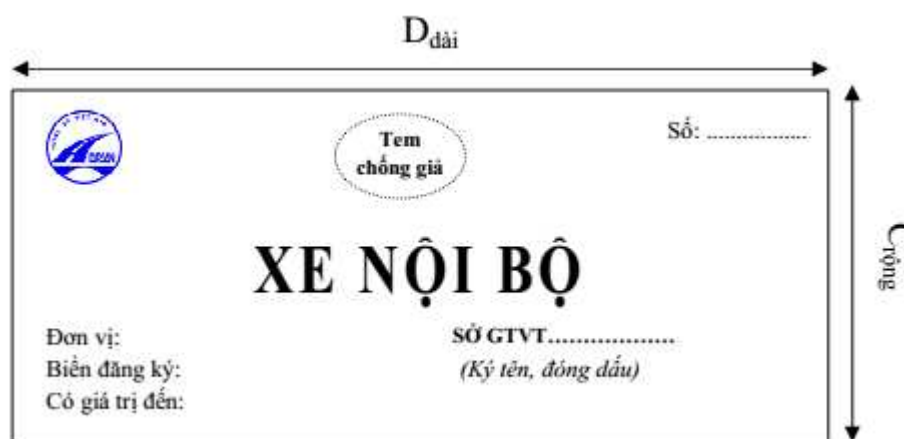 D dài
Số: ..................
Tem
chống giả
XE NỘI BỘ
C rộng
Đơn vị:
SỞ GTVT....................
Biển đăng ký:
(Ký tên, đóng dấu)
Có giá trị đến: